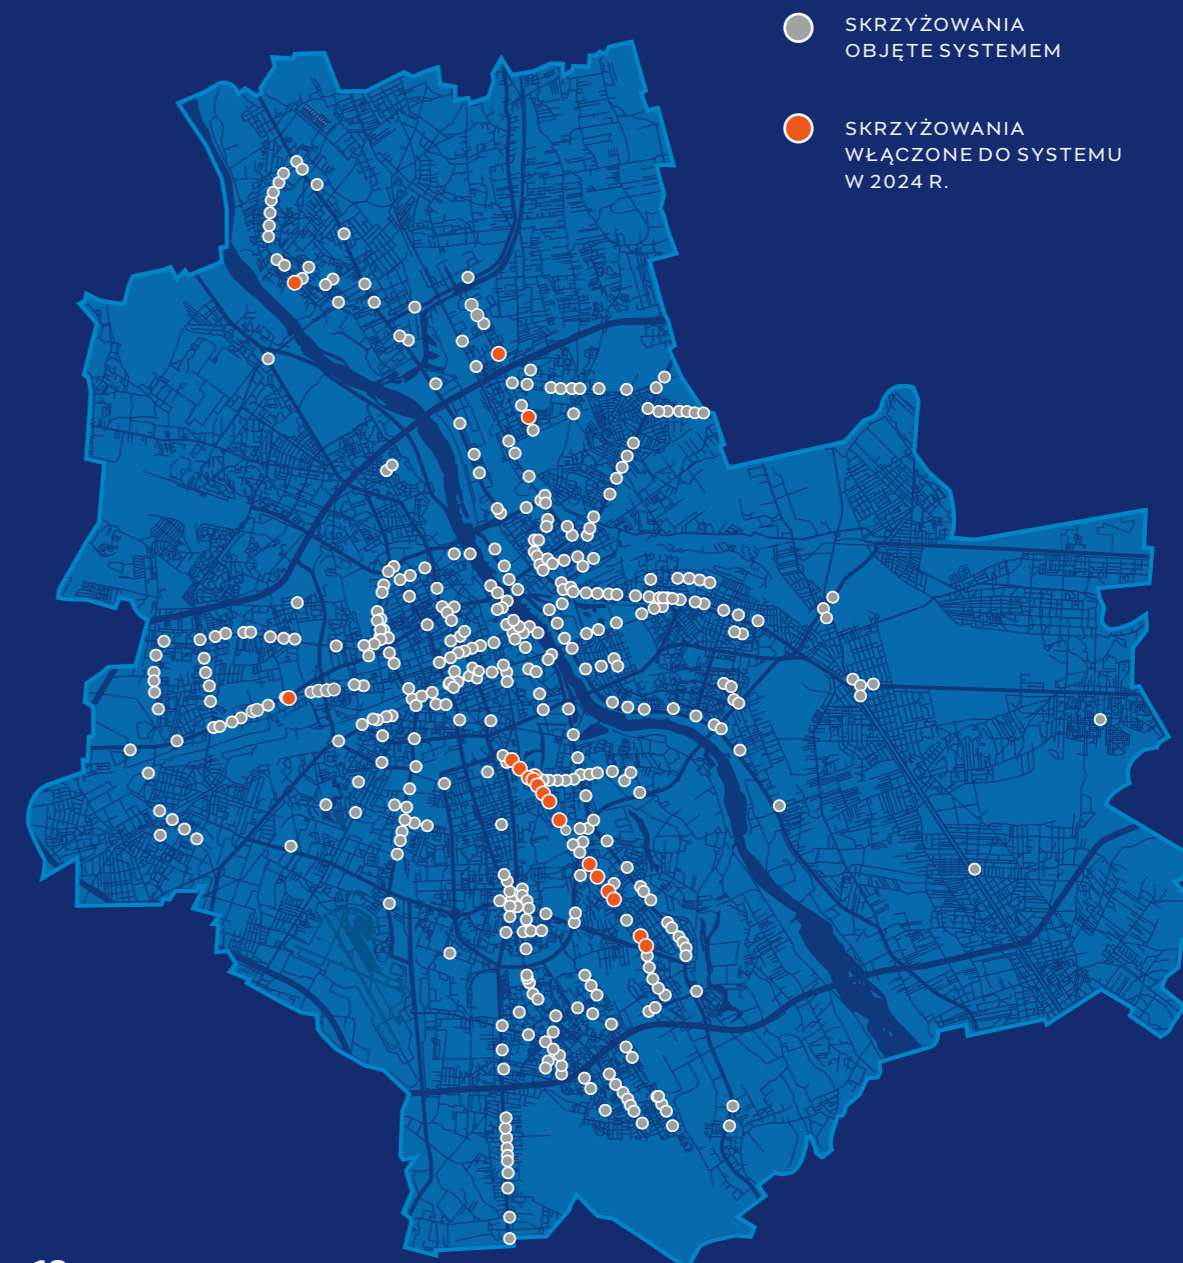 SKRZYŻOWANIA
OBJĘTE SYSTEMEM
SKRZYŻOWANIA
WŁĄCZONE DO SYSTEMU
W 2024 R.